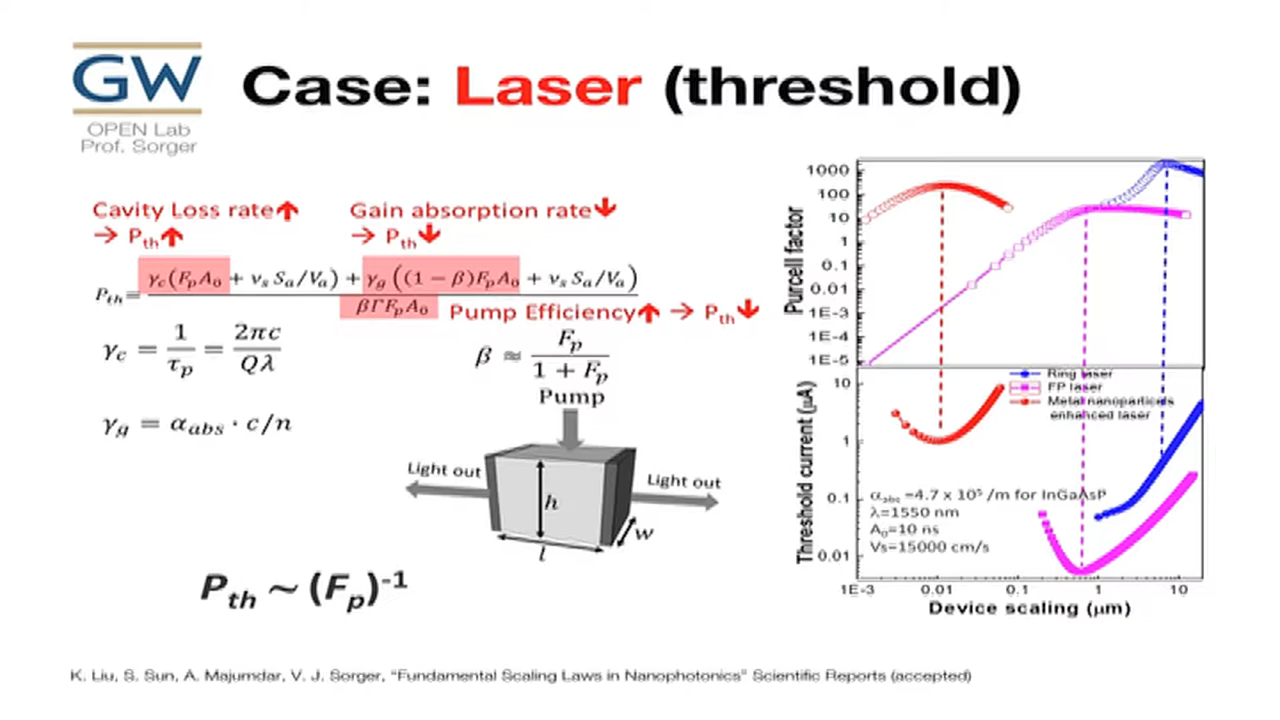 GW
OPEN Lab
Prof. Sorger
Case: Laser (threshold)
Cavity Loss rate↑
→ Pth↑
Gain absorption rate↓
→ Pth↓
Pth= γc(FpA0 + νs Sa/Va) + γg ((1 − β)FpA0 + νs Sa/Va) / βΓFpA0
Pump Efficiency↑ → Pth↓
γc = 1/τp = 2πc/Qλ
β ≈ Fp/1 + Fp
γg = αabs · c/n
Pump
Light out
Light out
h
w
l
Pth ~ (Fp)-1
Purcell factor
1000
100
10
1
0.1
0.01
1E-3
1E-4
1E-5
Threshold current (μA)
10
1
0.1
0.01
Ring laser
FP laser
Metal nanoparticels
enhanced laser
αabs =4.7 x 10⁵ /m for InGaAsP
λ=1550 nm
A0=10 ns
Vs=15000 cm/s
1E-3
0.01
0.1
1
10
Device scaling (μm)
K. Liu, S. Sun, A. Majumdar, V. J. Sorger, "Fundamental Scaling Laws in Nanophotonics" Scientific Reports (accepted)